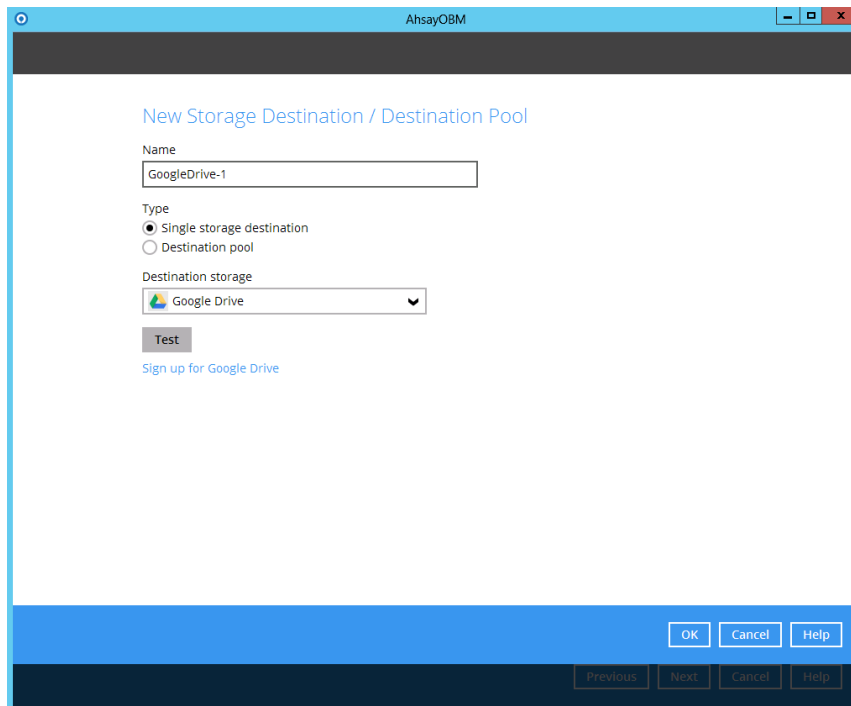 AhsayOBM
New Storage Destination / Destination Pool
Name
GoogleDrive-1
Type
Single storage destination
Destination pool
Destination storage
Google Drive
Test
Sign up for Google Drive
OK Cancel Help
Previous Next Cancel Help